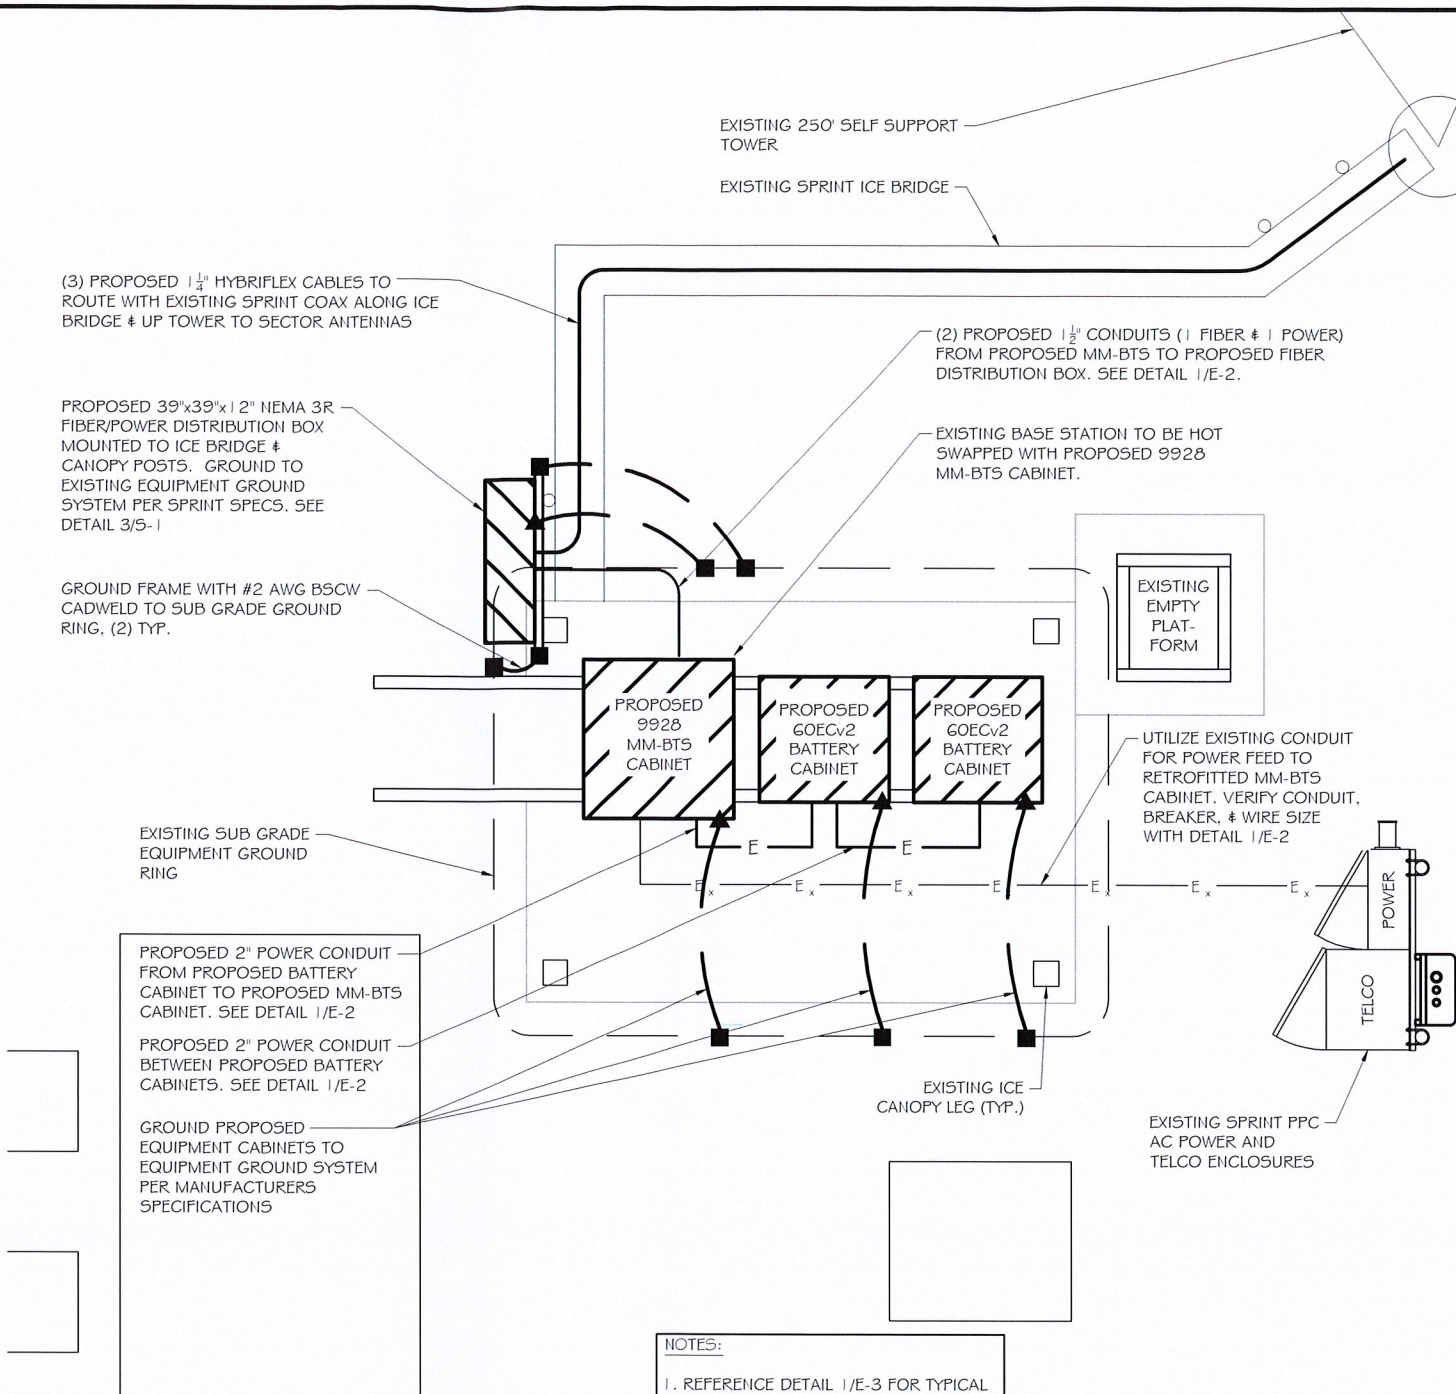 EXISTING 250' SELF SUPPORT
TOWER
EXISTING SPRINT ICE BRIDGE
(3) PROPOSED 1 1/4" HYBRIFLEX CABLES TO
ROUTE WITH EXISTING SPRINT COAX ALONG ICE
BRIDGE & UP TOWER TO SECTOR ANTENNAS
(2) PROPOSED 1 1/2" CONDUITS (1 FIBER & 1 POWER)
FROM PROPOSED MM-BTS TO PROPOSED FIBER
DISTRIBUTION BOX. SEE DETAIL 1/E-2.
PROPOSED 39"x39"x12" NEMA 3R
FIBER/POWER DISTRIBUTION BOX
MOUNTED TO ICE BRIDGE &
CANOPY POSTS. GROUND TO
EXISTING EQUIPMENT GROUND
SYSTEM PER SPRINT SPECS. SEE
DETAIL 3/S-1
EXISTING BASE STATION TO BE HOT
SWAPPED WITH PROPOSED 9928
MM-BTS CABINET.
GROUND FRAME WITH #2 AWG BSCW
CADWELD TO SUB GRADE GROUND
RING, (2) TYP.
EXISTING
EMPTY
PLAT-
FORM
PROPOSED
9928
MM-BTS
CABINET
PROPOSED
60ECv2
BATTERY
CABINET
PROPOSED
60ECv2
BATTERY
CABINET
UTILIZE EXISTING CONDUIT
FOR POWER FEED TO
RETROFITTED MM-BTS
CABINET. VERIFY CONDUIT,
BREAKER, & WIRE SIZE
WITH DETAIL 1/E-2
EXISTING SUB GRADE
EQUIPMENT GROUND
RING
E E
Ex Ex Ex Ex Ex Ex Ex
POWER
TELCO
PROPOSED 2" POWER CONDUIT
FROM PROPOSED BATTERY
CABINET TO PROPOSED MM-BTS
CABINET. SEE DETAIL 1/E-2
PROPOSED 2" POWER CONDUIT
BETWEEN PROPOSED BATTERY
CABINETS. SEE DETAIL 1/E-2
GROUND PROPOSED
EQUIPMENT CABINETS TO
EQUIPMENT GROUND SYSTEM
PER MANUFACTURERS
SPECIFICATIONS
EXISTING ICE
CANOPY LEG (TYP.)
EXISTING SPRINT PPC
AC POWER AND
TELCO ENCLOSURES
NOTES:
1. REFERENCE DETAIL 1/E-3 FOR TYPICAL